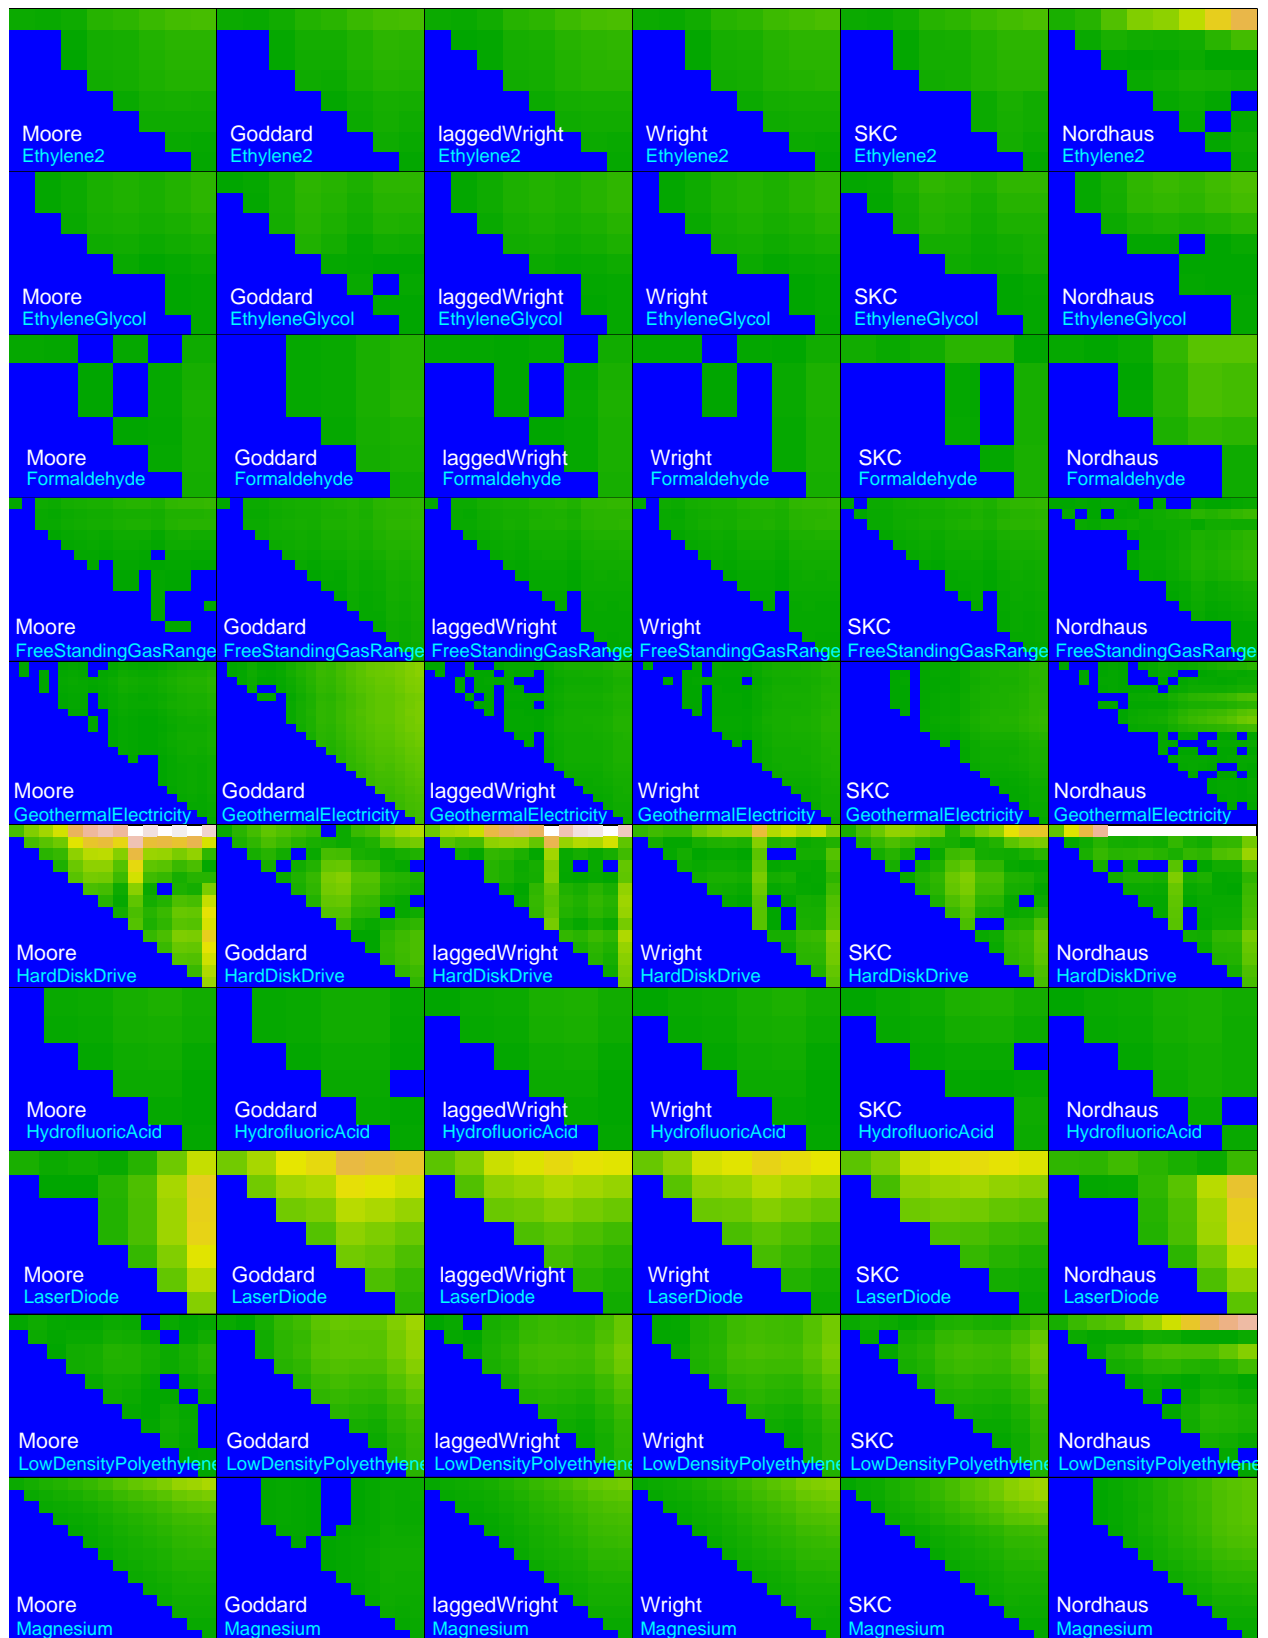 Moore Goddard laggedWright Wright SKC Nordhaus
Ethylene2 Ethylene2 Ethylene2 Ethylene2 Ethylene2 Ethylene2
Moore Goddard laggedWright Wright SKC Nordhaus
EthyleneGlycol EthyleneGlycol EthyleneGlycol EthyleneGlycol EthyleneGlycol EthyleneGlycol
Moore Goddard laggedWright Wright SKC Nordhaus
Formaldehyde Formaldehyde Formaldehyde Formaldehyde Formaldehyde Formaldehyde
Moore Goddard laggedWright Wright SKC Nordhaus
FreeStandingGasRange FreeStandingGasRange FreeStandingGasRange FreeStandingGasRange FreeStandingGasRange FreeStandingGasRange
Moore Goddard laggedWright Wright SKC Nordhaus
GeothermalElectricity GeothermalElectricity GeothermalElectricity GeothermalElectricity GeothermalElectricity GeothermalElectricity
Moore Goddard laggedWright Wright SKC Nordhaus
HardDiskDrive HardDiskDrive HardDiskDrive HardDiskDrive HardDiskDrive HardDiskDrive
Moore Goddard laggedWright Wright SKC Nordhaus
HydrofluoricAcid HydrofluoricAcid HydrofluoricAcid HydrofluoricAcid HydrofluoricAcid HydrofluoricAcid
Moore Goddard laggedWright Wright SKC Nordhaus
LaserDiode LaserDiode LaserDiode LaserDiode LaserDiode LaserDiode
Moore Goddard laggedWright Wright SKC Nordhaus
LowDensityPolyethylene LowDensityPolyethylene LowDensityPolyethylene LowDensityPolyethylene LowDensityPolyethylene LowDensityPolyethylene
Moore Goddard laggedWright Wright SKC Nordhaus
Magnesium Magnesium Magnesium Magnesium Magnesium Magnesium